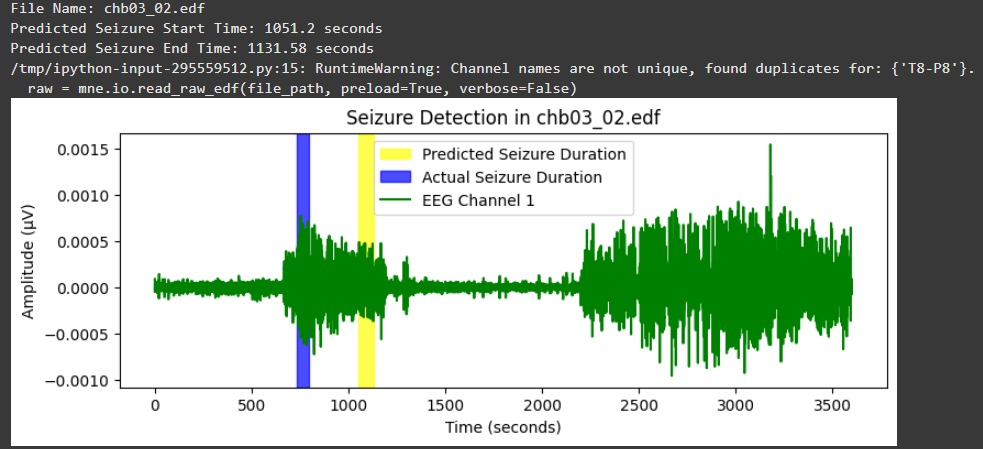 File Name: chb03_02.edf
Predicted Seizure Start Time: 1051.2 seconds
Predicted Seizure End Time: 1131.58 seconds
/tmp/ipython-input-295559512.py:15: RuntimeWarning: Channel names are not unique, found duplicates for: {'T8-P8'}.
raw = mne.io.read_raw_edf(file_path, preload=True, verbose=False)
Seizure Detection in chb03_02.edf
Predicted Seizure Duration
Actual Seizure Duration
EEG Channel 1
Amplitude (µV)
0.0015
0.0010
0.0005
0.0000
−0.0005
−0.0010
0 500 1000 1500 2000 2500 3000 3500
Time (seconds)